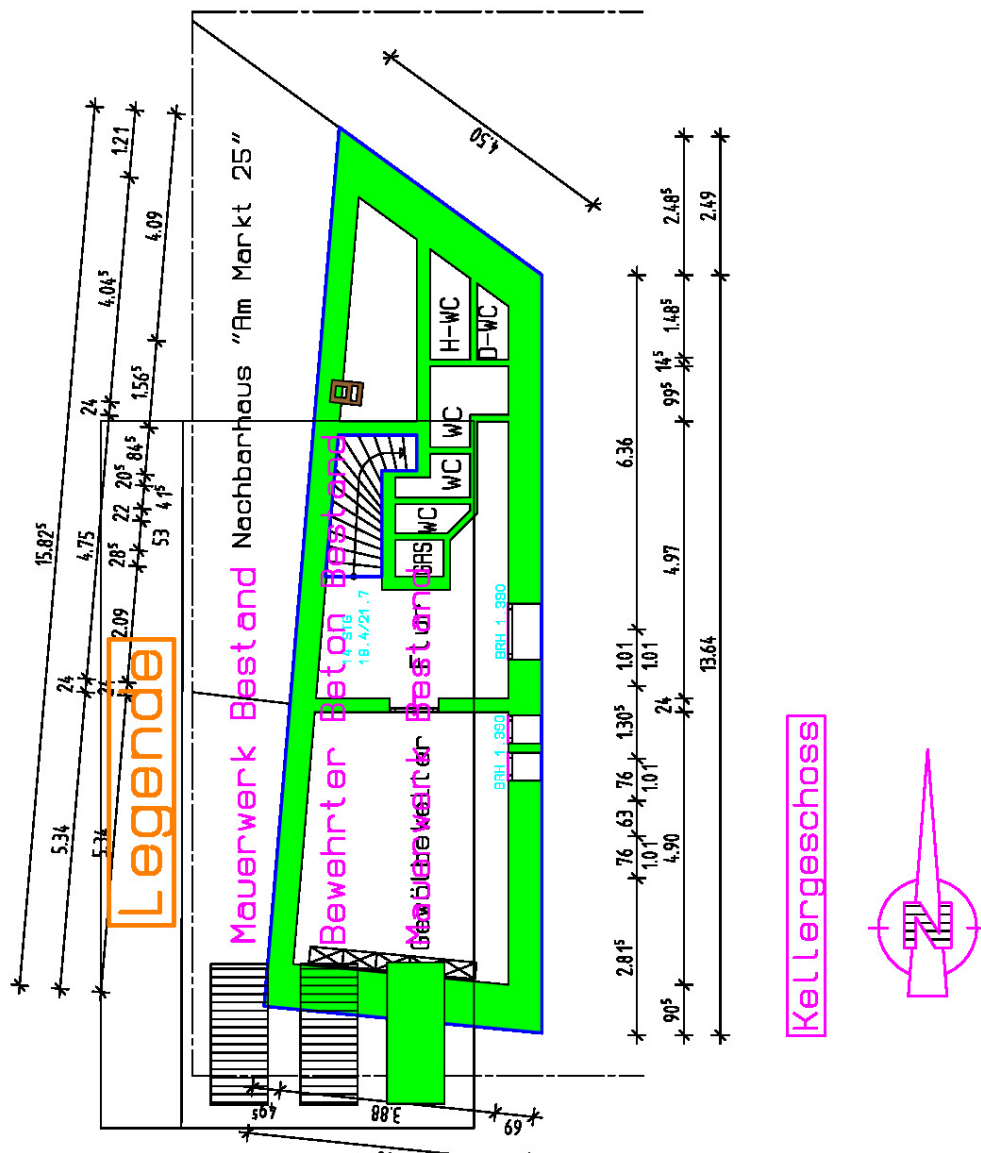 Nachbarhaus "Am Markt 25"
Legende
Mauerwerk Bestand
Bewehrter Beton Bestand
Mauerwerk Bestand
Kellergeschoss
N
H-WC
D-WC
WC
WC
WC
GAS
Flur
Gewölbekeller
14 STG
18.4/21.7
BRH 1.390
BRH 1.390
15.82⁵
5.34
24
4.75
24
4.04⁵
1.21
5.34
2.09
28⁵
22
20⁵
84⁵
53
41⁵
1.56⁵
4.09
4.50
2.81⁵
76
1.01
63
76
1.01
1.30⁵
1.01
1.01
6.36
90⁵
4.90
24
4.97
99⁵
14⁵
1.48⁵
2.48⁵
13.64
2.49
49⁵
3.88
69